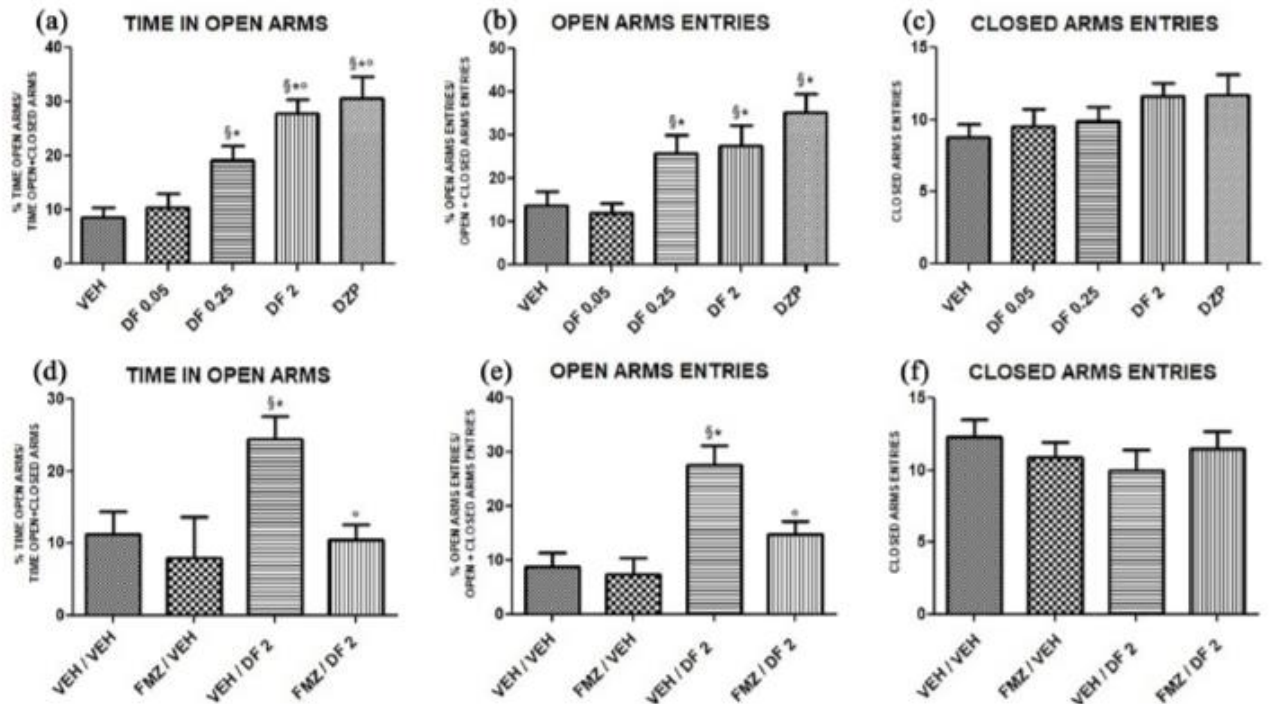 (a) TIME IN OPEN ARMS
% TIME OPEN ARMS/
TIME OPEN+CLOSED ARMS
40
30
20
10
0
§*°
§*°
§*
VEH
DF 0.05
DF 0.25
DF 2
DZP
(b) OPEN ARMS ENTRIES
% OPEN ARMS ENTRIES/
OPEN + CLOSED ARMS ENTRIES
50
40
30
20
10
0
§*
§*
§*
VEH
DF 0.05
DF 0.25
DF 2
DZP
(c) CLOSED ARMS ENTRIES
CLOSED ARMS ENTRIES
15
10
5
0
VEH
DF 0.05
DF 0.25
DF 2
DZP
(d) TIME IN OPEN ARMS
% TIME OPEN ARMS/
TIME OPEN+CLOSED ARMS
30
20
10
0
§*
°
VEH / VEH
FMZ / VEH
VEH / DF 2
FMZ / DF 2
(e) OPEN ARMS ENTRIES
% OPEN ARMS ENTRIES/
OPEN + CLOSED ARMS ENTRIES
40
30
20
10
0
§*
°
VEH / VEH
FMZ / VEH
VEH / DF 2
FMZ / DF 2
(f) CLOSED ARMS ENTRIES
CLOSED ARMS ENTRIES
15
10
5
0
VEH / VEH
FMZ / VEH
VEH / DF 2
FMZ / DF 2